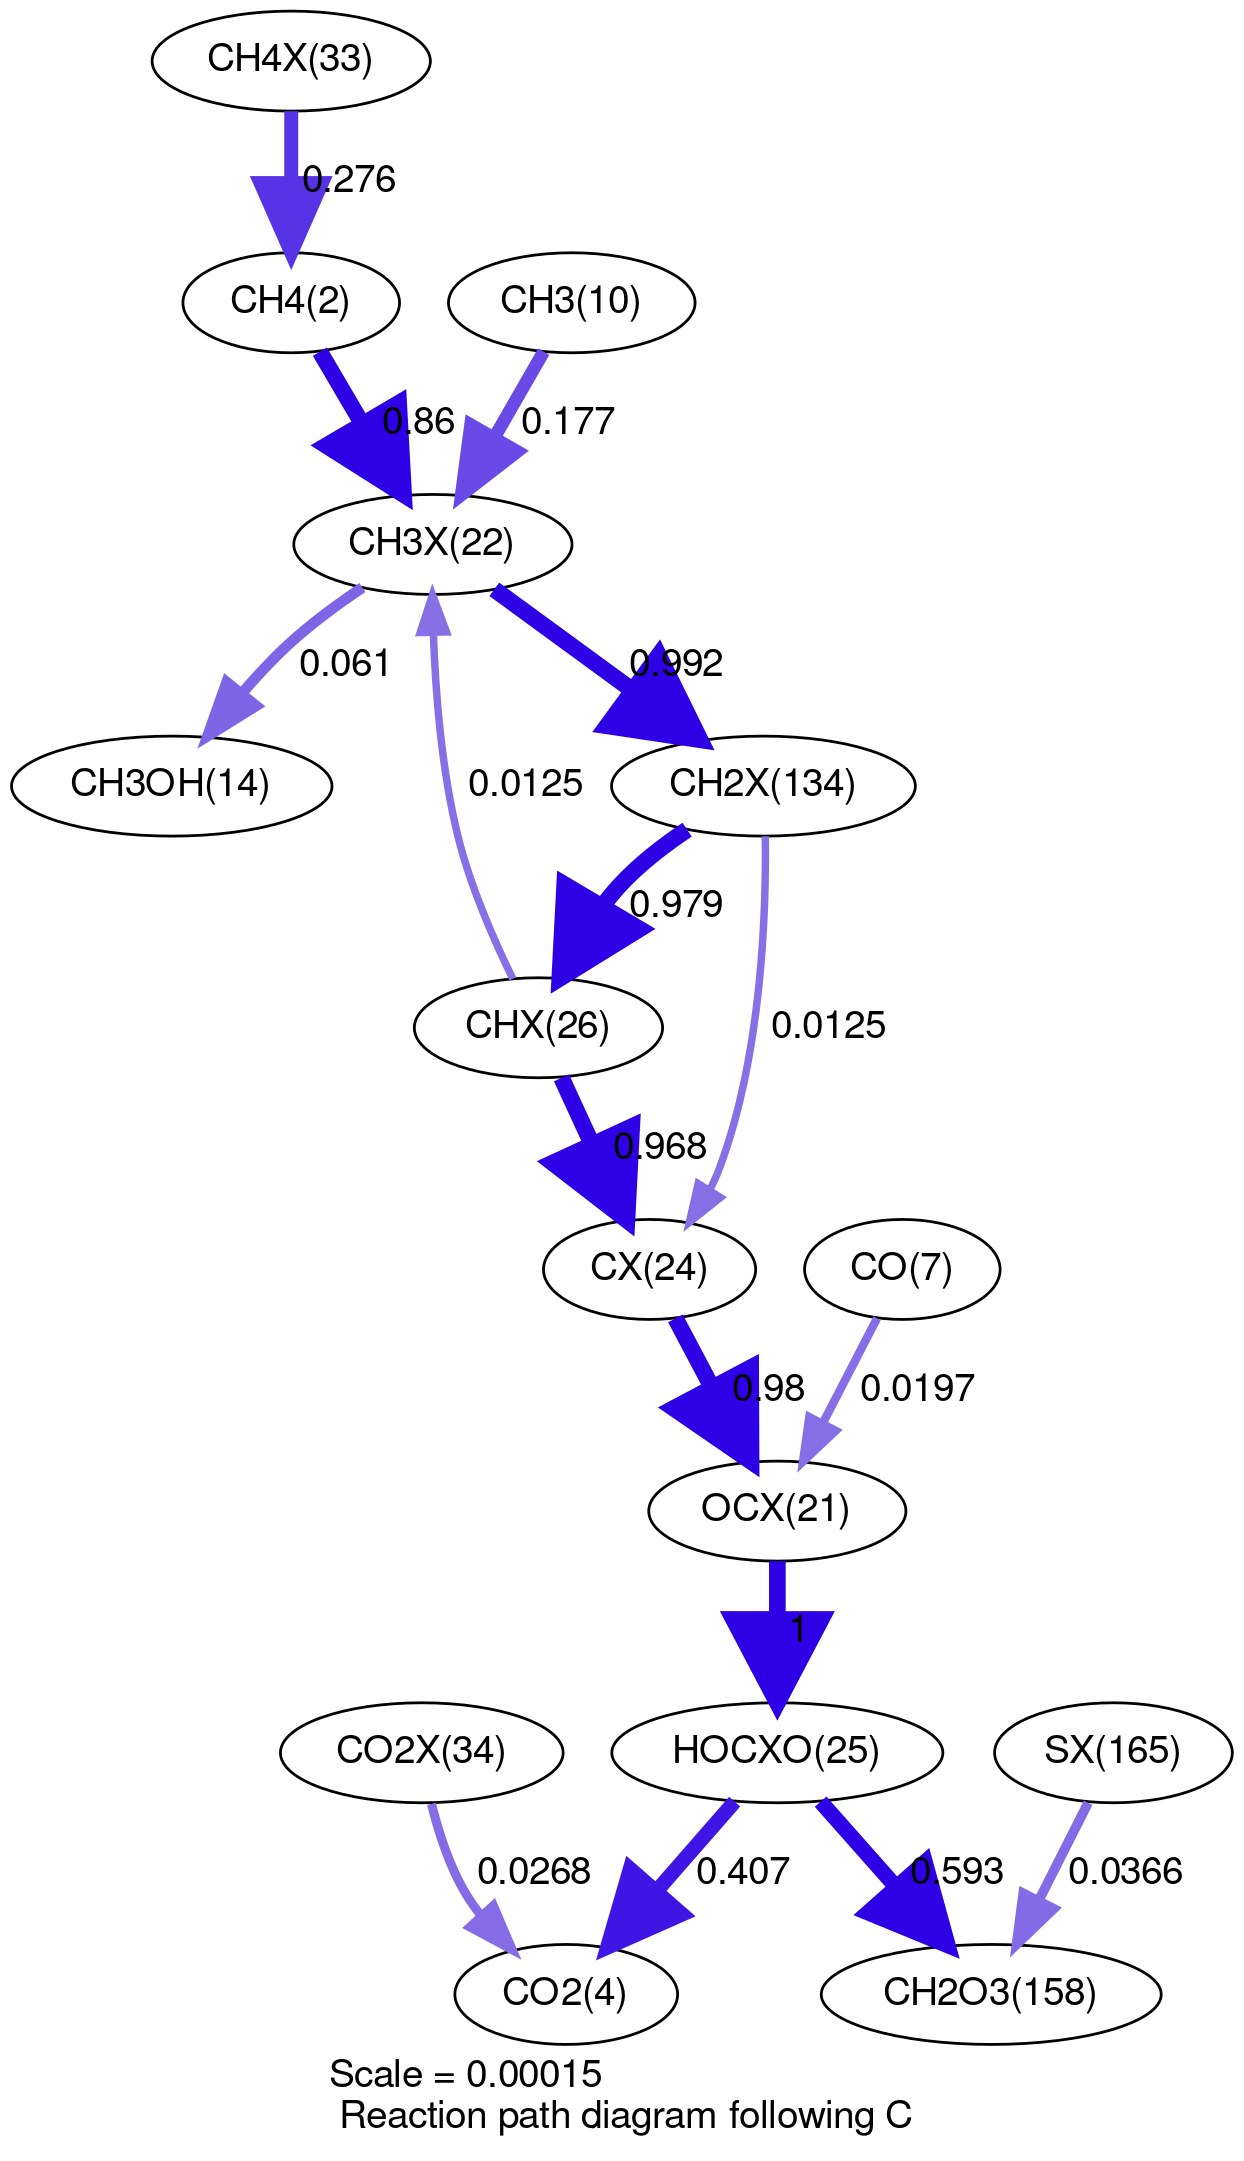 CH4X(33)
0.276
CH4(2)
CH3(10)
0.86
0.177
CH3X(22)
0.061
0.992
CH3OH(14)
0.0125
CH2X(134)
0.979
CHX(26)
0.0125
0.968
CX(24)
CO(7)
0.98
0.0197
OCX(21)
1
CO2X(34)
HOCXO(25)
SX(165)
0.0268
0.407
0.593
0.0366
CO2(4)
CH2O3(158)
Scale = 0.00015
Reaction path diagram following C